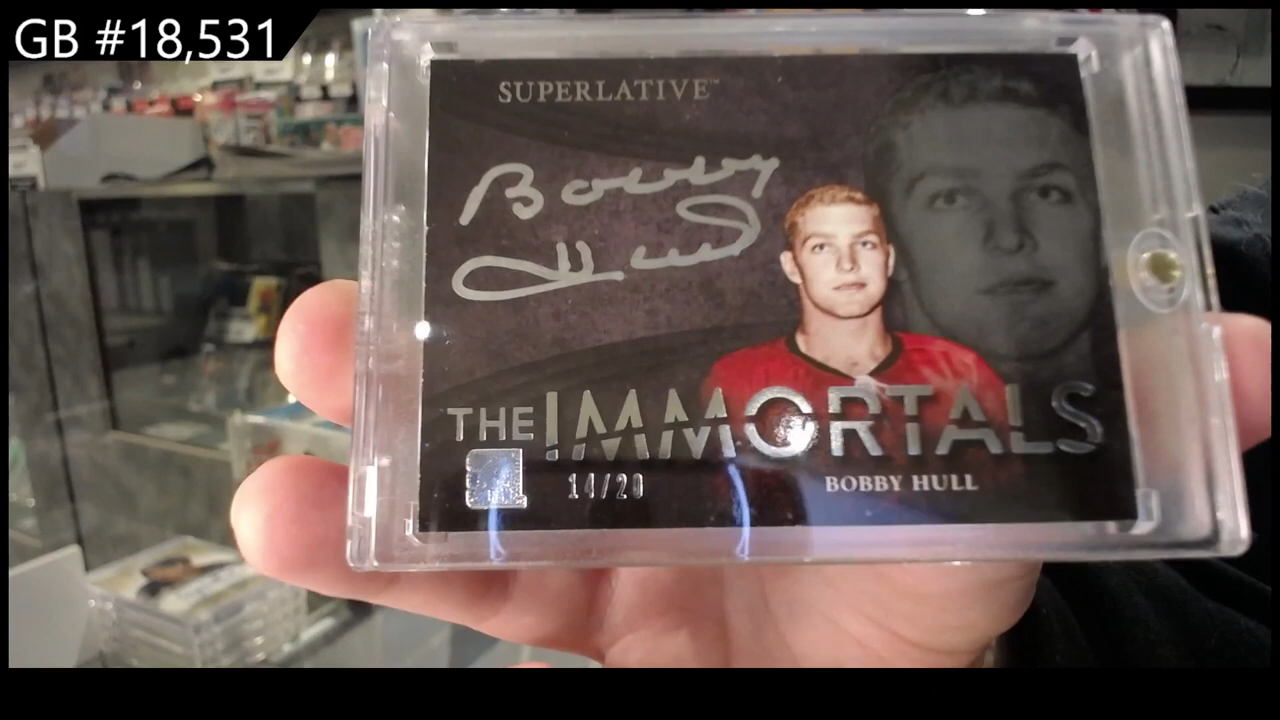 GB #18,531
SUPERLATIVE™
Bobby
Hull
THE IMMORTALS
14/20
BOBBY HULL